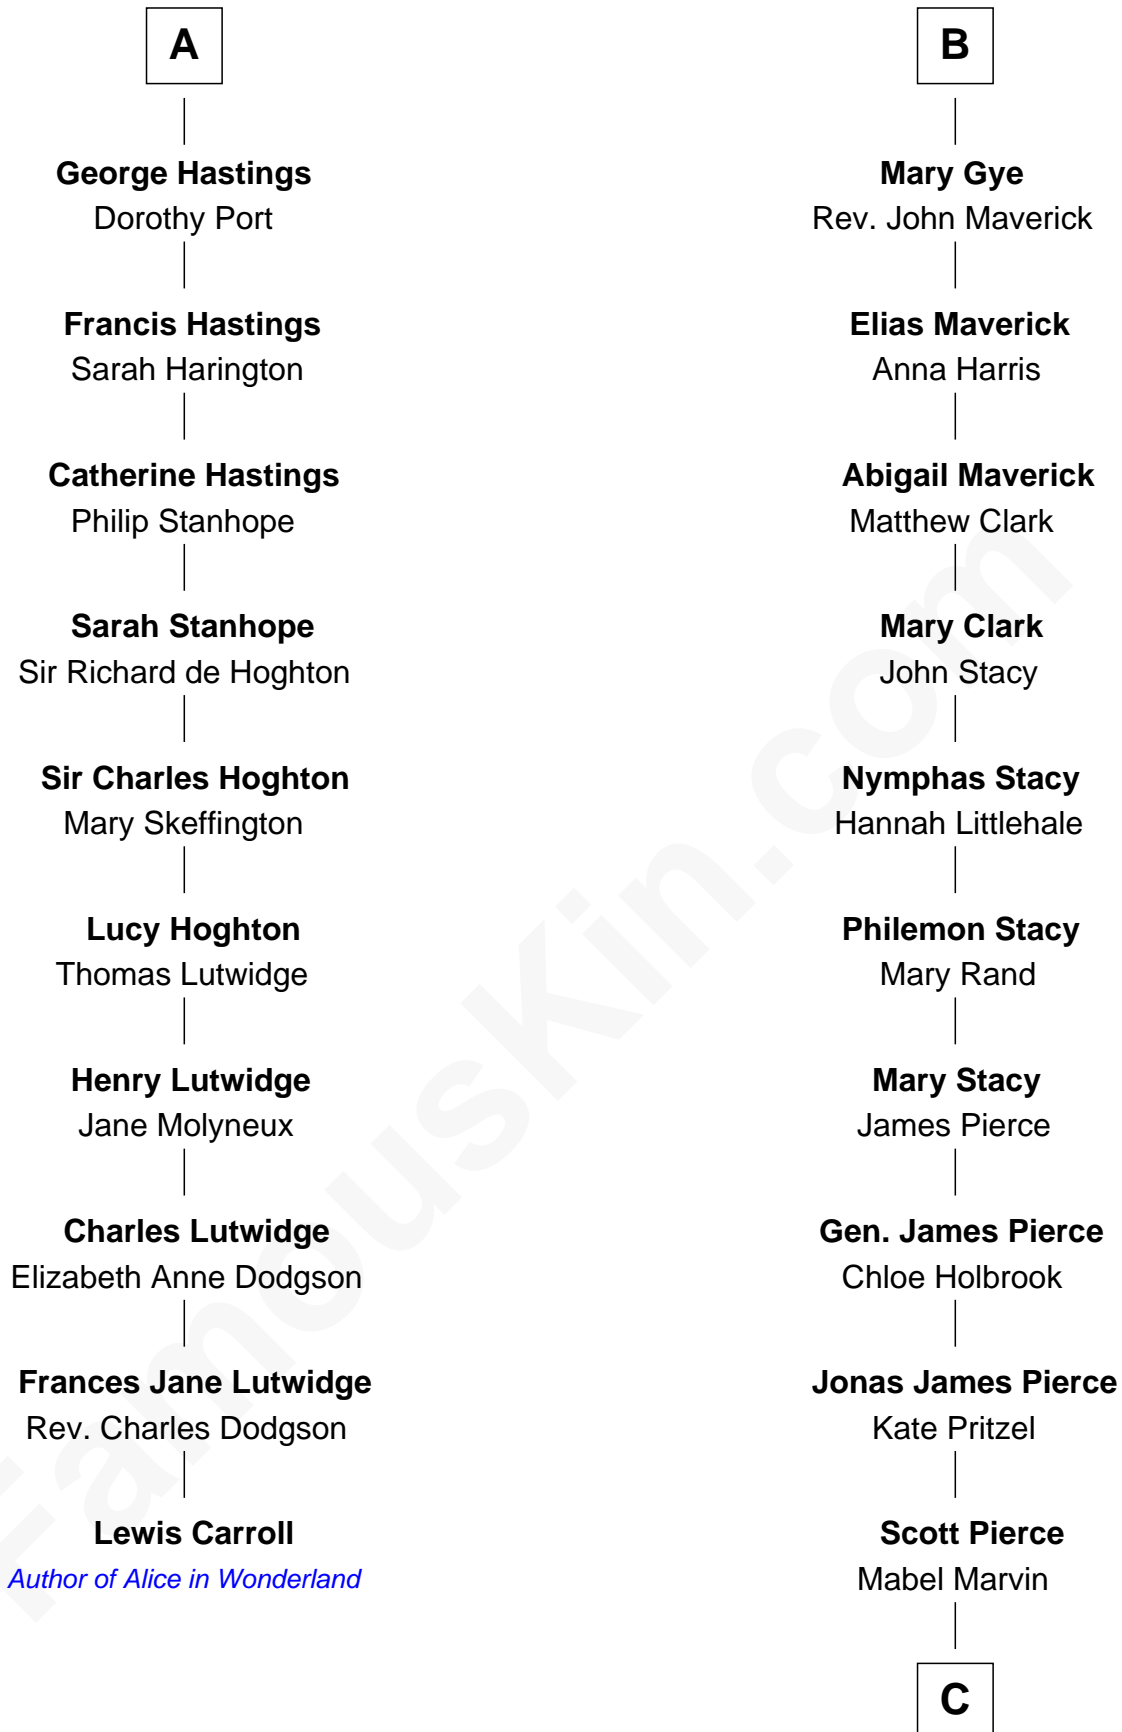 A
George Hastings
Dorothy Port
Francis Hastings
Sarah Harington
Catherine Hastings
Philip Stanhope
Sarah Stanhope
Sir Richard de Hoghton
Sir Charles Hoghton
Mary Skeffington
Lucy Hoghton
Thomas Lutwidge
Henry Lutwidge
Jane Molyneux
Charles Lutwidge
Elizabeth Anne Dodgson
Frances Jane Lutwidge
Rev. Charles Dodgson
Lewis Carroll
Author of Alice in Wonderland
B
Mary Gye
Rev. John Maverick
Elias Maverick
Anna Harris
Abigail Maverick
Matthew Clark
Mary Clark
John Stacy
Nymphas Stacy
Hannah Littlehale
Philemon Stacy
Mary Rand
Mary Stacy
James Pierce
Gen. James Pierce
Chloe Holbrook
Jonas James Pierce
Kate Pritzel
Scott Pierce
Mabel Marvin
C
FamousKin.com